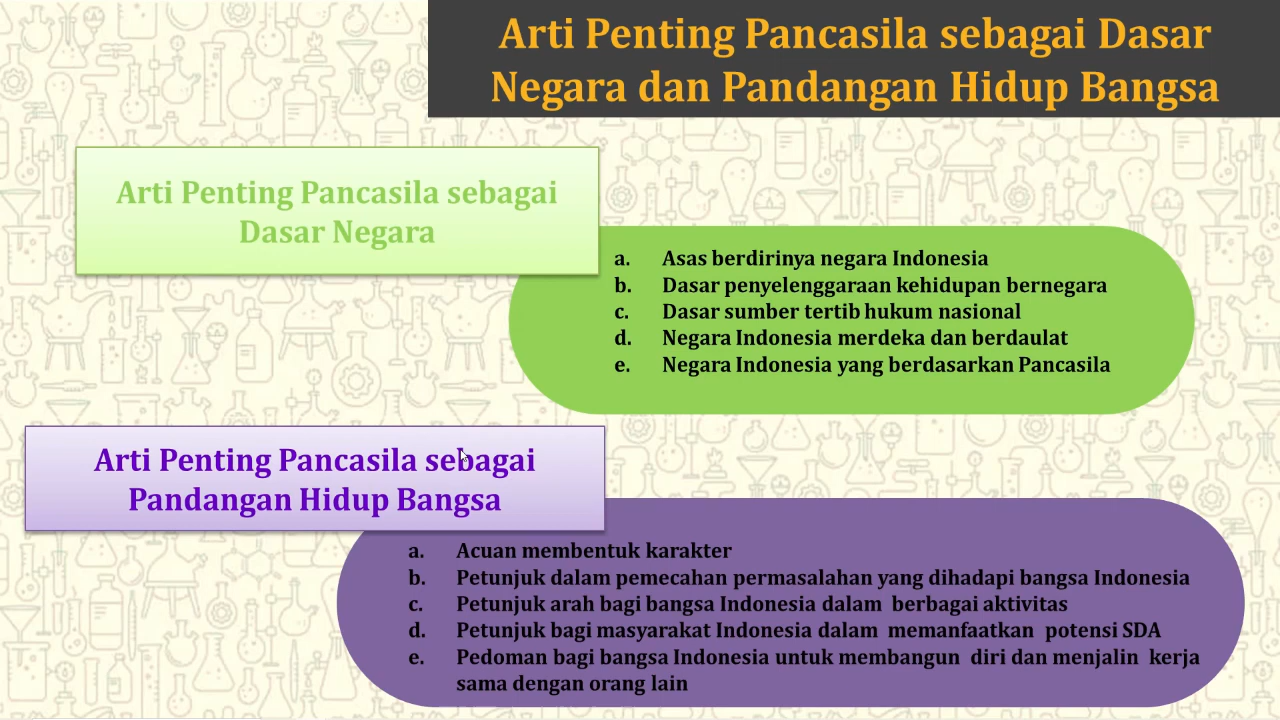 Arti Penting Pancasila sebagai Dasar
Negara dan Pandangan Hidup Bangsa
Arti Penting Pancasila sebagai
Dasar Negara
a. Asas berdirinya negara Indonesia
b. Dasar penyelenggaraan kehidupan bernegara
c. Dasar sumber tertib hukum nasional
d. Negara Indonesia merdeka dan berdaulat
e. Negara Indonesia yang berdasarkan Pancasila
Arti Penting Pancasila sebagai
Pandangan Hidup Bangsa
a. Acuan membentuk karakter
b. Petunjuk dalam pemecahan permasalahan yang dihadapi bangsa Indonesia
c. Petunjuk arah bagi bangsa Indonesia dalam berbagai aktivitas
d. Petunjuk bagi masyarakat Indonesia dalam memanfaatkan potensi SDA
e. Pedoman bagi bangsa Indonesia untuk membangun diri dan menjalin kerja
sama dengan orang lain